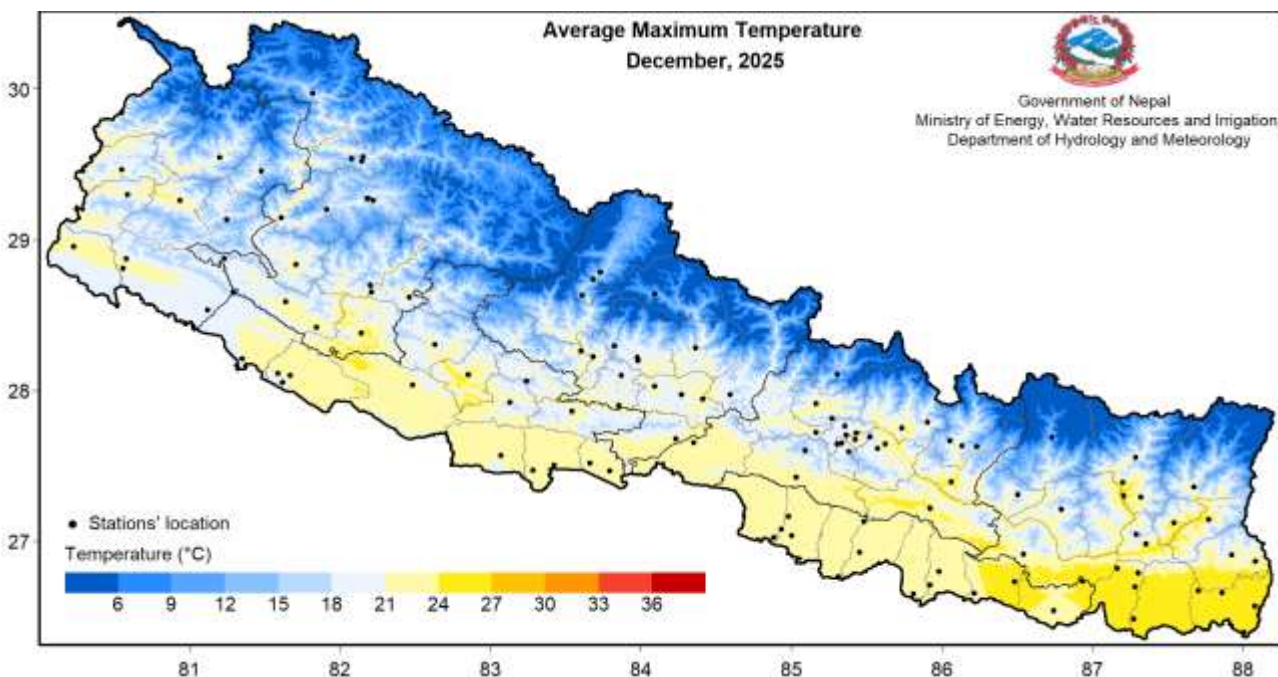 Average Maximum Temperature
December, 2025
Government of Nepal
Ministry of Energy, Water Resources and Irrigation
Department of Hydrology and Meteorology
30
29
28
27
Stations' location
Temperature (°C)
6 9 12 15 18 21 24 27 30 33 36
81 82 83 84 85 86 87 88